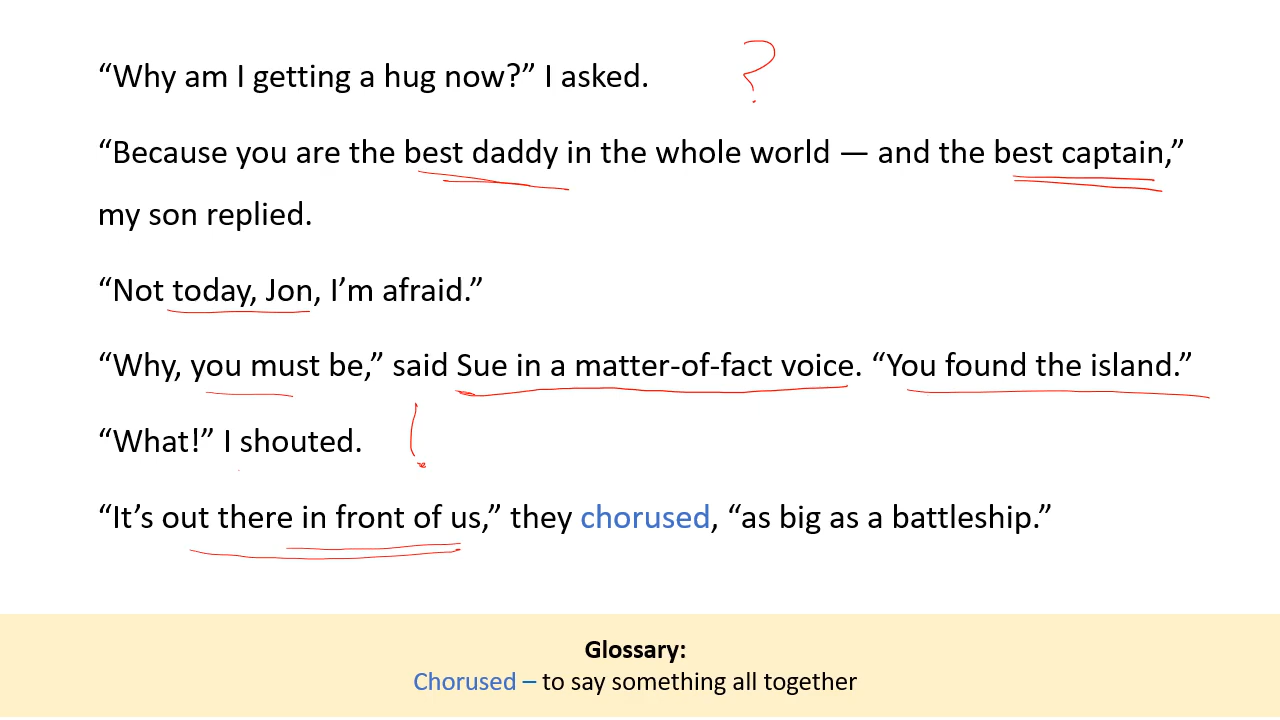 “Why am I getting a hug now?” I asked.
?
“Because you are the best daddy in the whole world — and the best captain,”
my son replied.
“Not today, Jon, I’m afraid.”
“Why, you must be,” said Sue in a matter-of-fact voice. “You found the island.”
“What!” I shouted.
!
“It’s out there in front of us,” they chorused, “as big as a battleship.”
Glossary:
Chorused – to say something all together